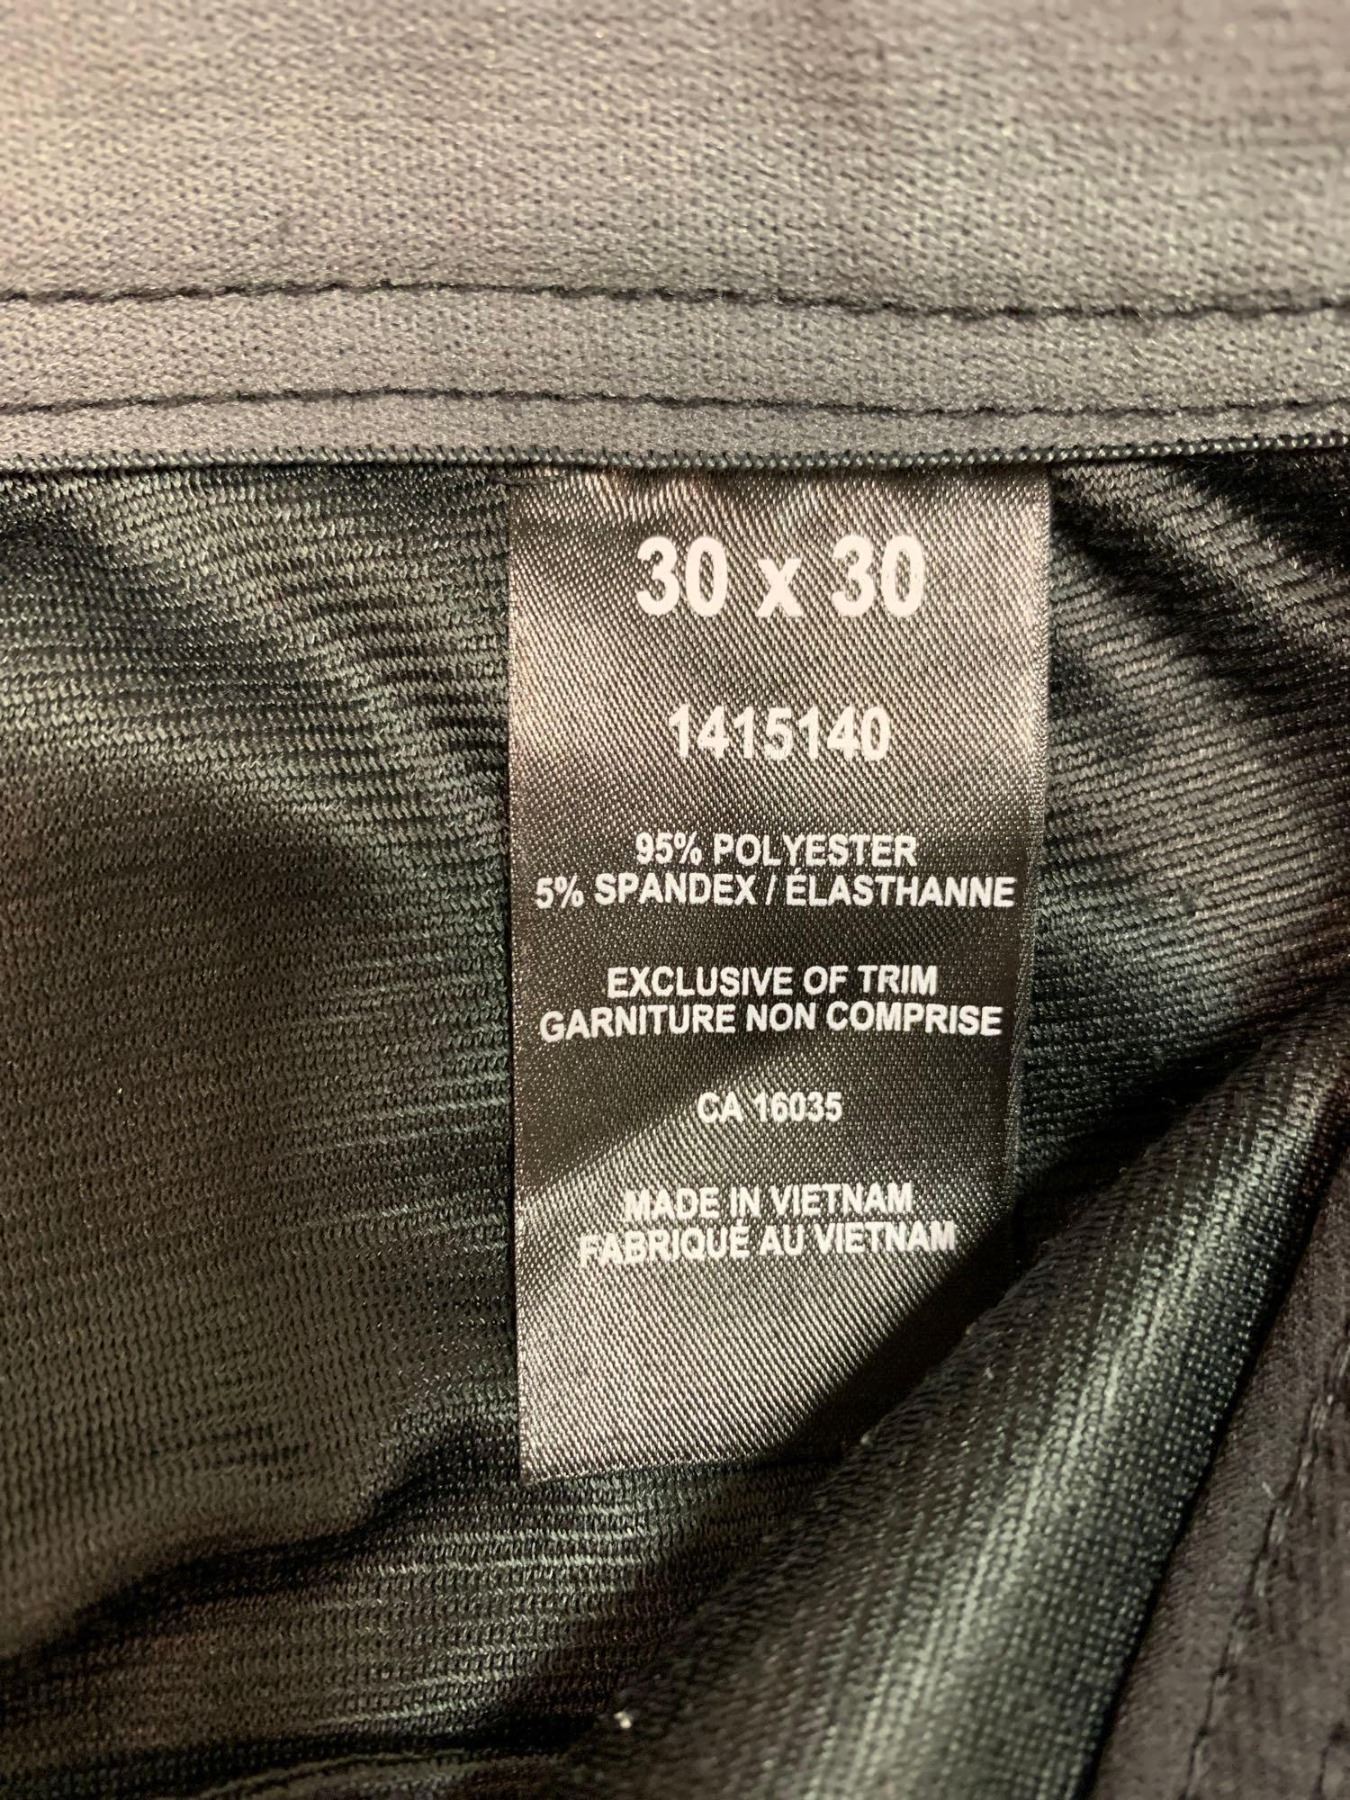 30 x 30
1415140
95% POLYESTER
5% SPANDEX / ÉLASTHANNE
EXCLUSIVE OF TRIM
GARNITURE NON COMPRISE
CA 16035
MADE IN VIETNAM
FABRIQUÉ AU VIETNAM